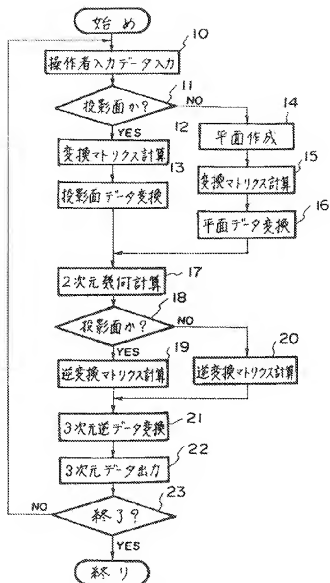 始め
10
操作者入力データ入力
11
投影面か?
NO
14
YES
12
平面作成
変換マトリクス計算
15
13
変換マトリクス計算
投影面データ変換
16
平面データ変換
17
2次元幾何計算
18
投影面か?
NO
YES
19
20
逆変換マトリクス計算
逆変換マトリクス計算
21
3次元逆データ変換
22
3次元データ出力
23
NO
終了?
YES
終り